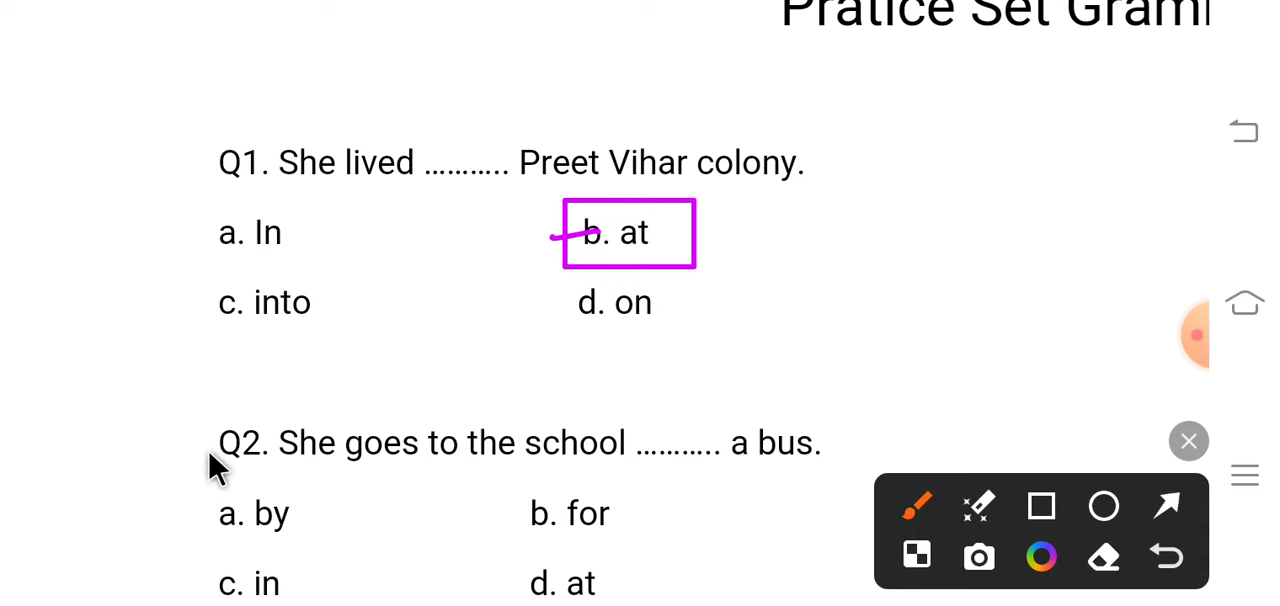 Pratice Set Gram
Q1. She lived ........... Preet Vihar colony.
a. In b. at
c. into d. on
Q2. She goes to the school ........... a bus.
a. by b. for
c. in d. at